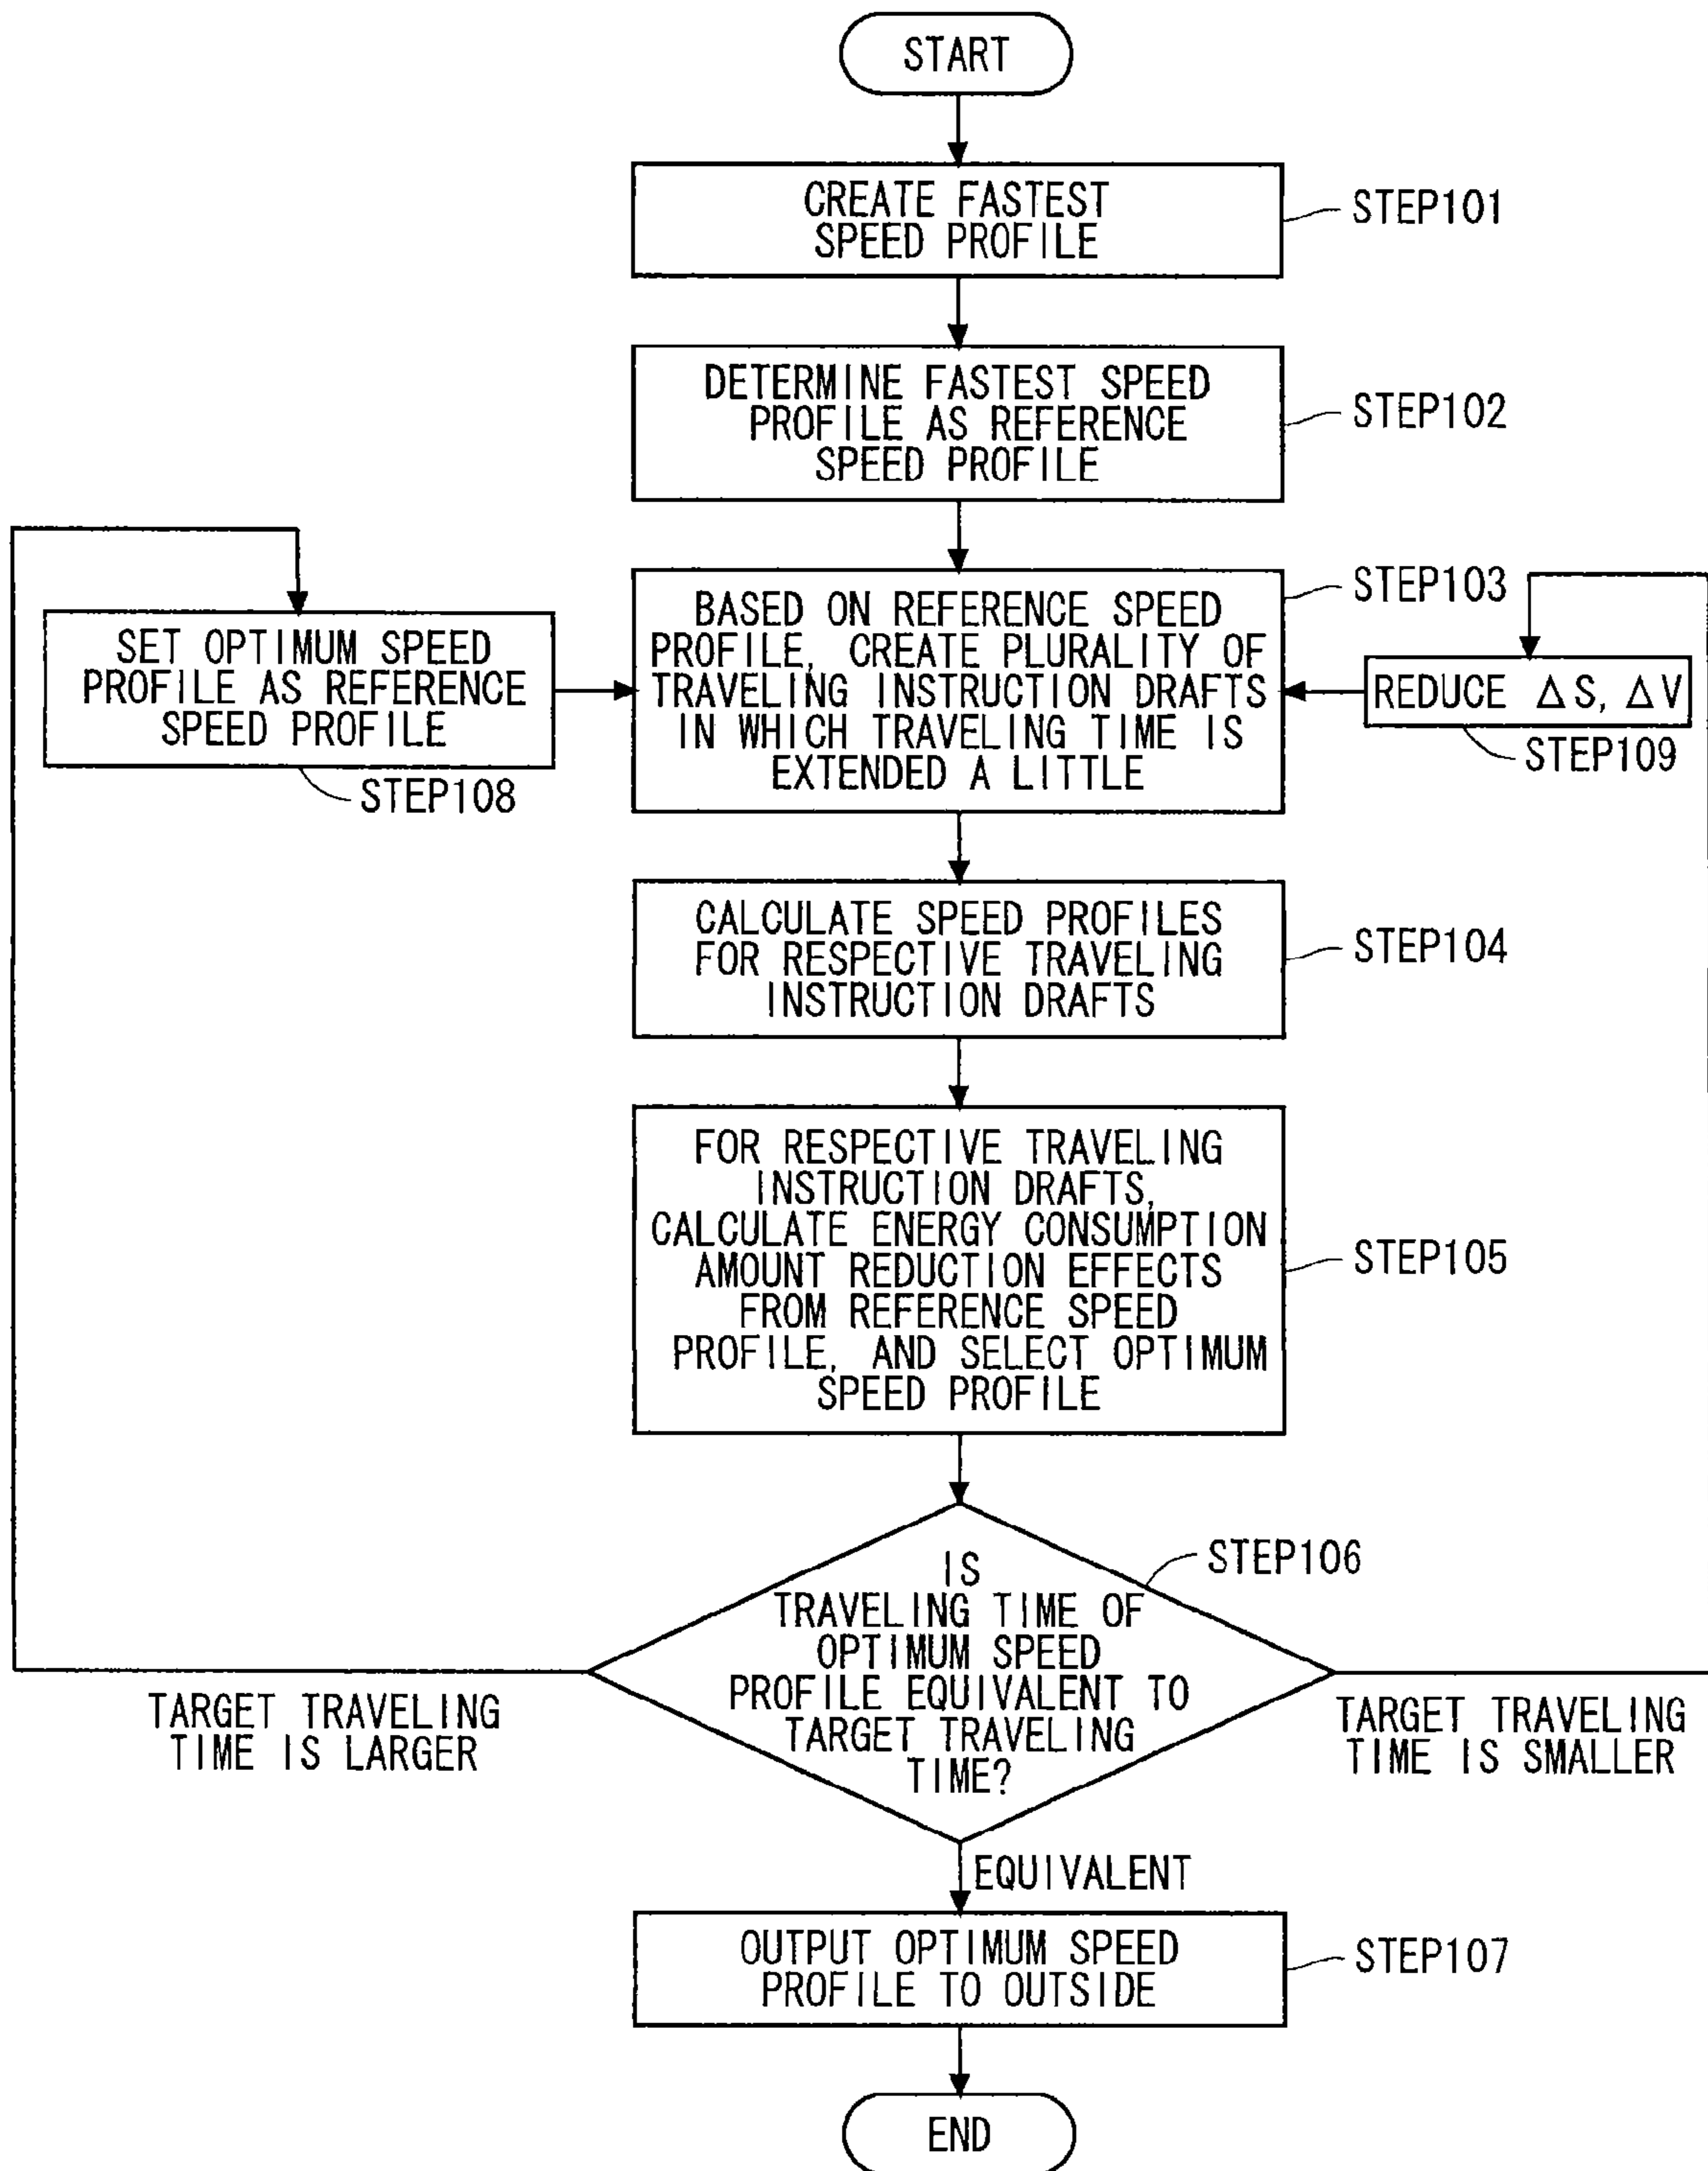 START
CREATE FASTEST
SPEED PROFILE
STEP101
DETERMINE FASTEST SPEED
PROFILE AS REFERENCE
SPEED PROFILE
STEP102
BASED ON REFERENCE SPEED
PROFILE, CREATE PLURALITY OF
TRAVELING INSTRUCTION DRAFTS
IN WHICH TRAVELING TIME IS
EXTENDED A LITTLE
STEP103
SET OPTIMUM SPEED
PROFILE AS REFERENCE
SPEED PROFILE
STEP108
REDUCE ΔS, ΔV
STEP109
CALCULATE SPEED PROFILES
FOR RESPECTIVE TRAVELING
INSTRUCTION DRAFTS
STEP104
FOR RESPECTIVE TRAVELING
INSTRUCTION DRAFTS,
CALCULATE ENERGY CONSUMPTION
AMOUNT REDUCTION EFFECTS
FROM REFERENCE SPEED
PROFILE, AND SELECT OPTIMUM
SPEED PROFILE
STEP105
IS
TRAVELING TIME OF
OPTIMUM SPEED
PROFILE EQUIVALENT TO
TARGET TRAVELING
TIME?
STEP106
TARGET TRAVELING
TIME IS LARGER
TARGET TRAVELING
TIME IS SMALLER
EQUIVALENT
OUTPUT OPTIMUM SPEED
PROFILE TO OUTSIDE
STEP107
END